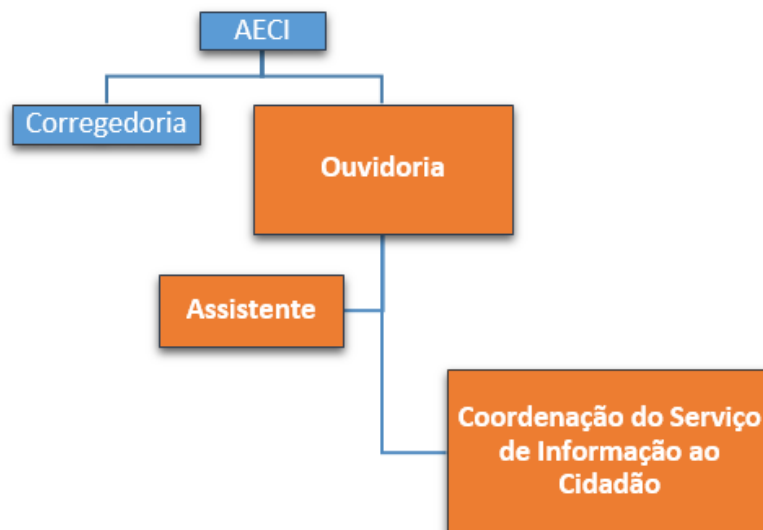 AECI
Corregedoria
Ouvidoria
Assistente
Coordenação do Serviço
de Informação ao
Cidadão